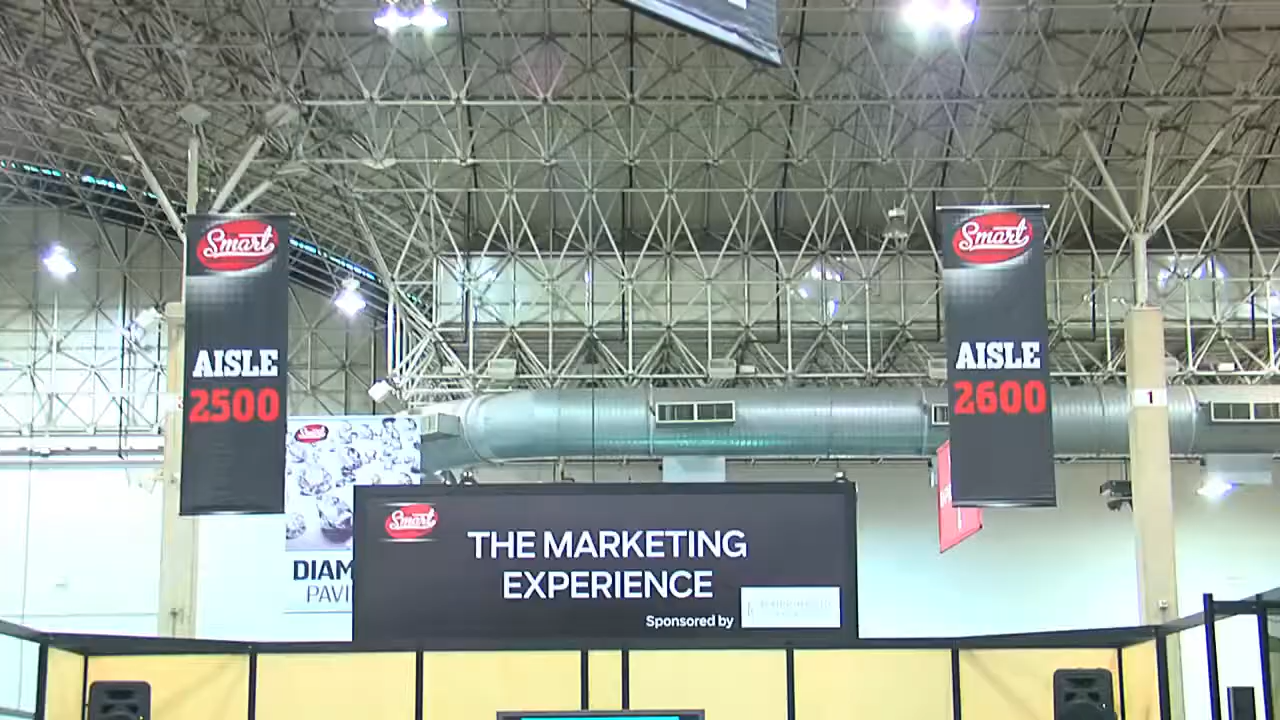 Smart
AISLE
2500
Smart
AISLE
2600
1
Smart
DIAM
PAVI
Smart
THE MARKETING
EXPERIENCE
Sponsored by